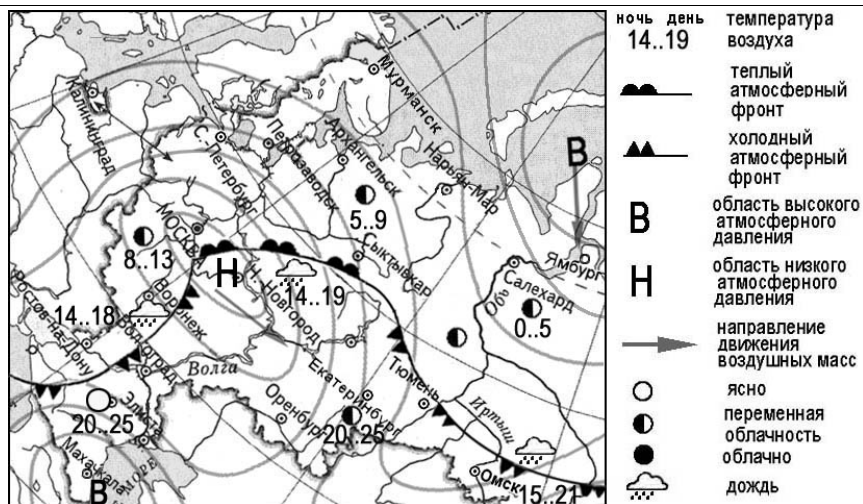 Мурманск
Калининград
С.-Петербург
Петрозаводск
Архангельск
Нарьян-Мар
В
5..9
МОСКВА
8..13
Н
Сыктывкар
Ямбург
Салехард
Обь
0..5
14..19
Н.-Новгород
14..18
Воронеж
Ростов-на-Дону
Волгоград
Волга
Тюмень
Екатеринбург
Иртыш
Оренбург
20..25
Элиста
20..25
Махачкала
МОРЕ
В
Омск
15..21
ночь день
14..19
температура
воздуха
теплый
атмосферный
фронт
холодный
атмосферный
фронт
В
область высокого
атмосферного
давления
Н
область низкого
атмосферного
давления
направление
движения
воздушных масс
ясно
переменная
облачность
облачно
дождь